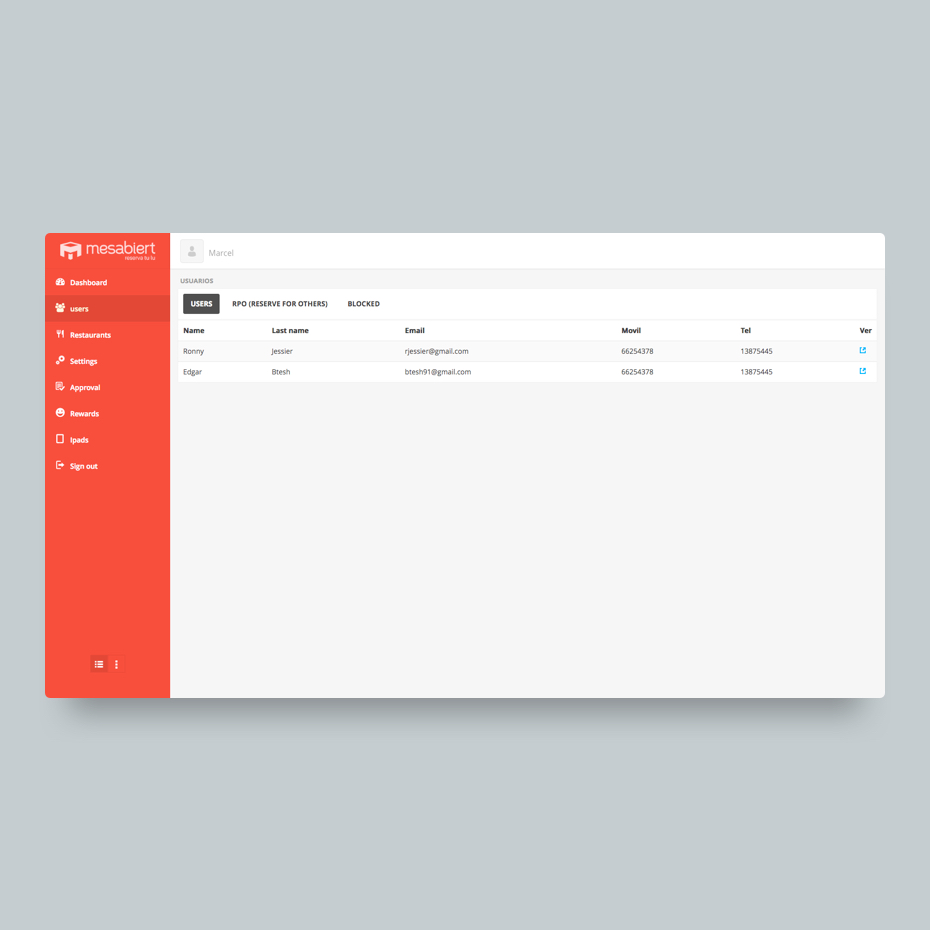 mesabiert
reserva tu tu
Marcel
Dashboard
users
Restaurants
Settings
Approval
Rewards
Ipads
Sign out
USUARIOS
USERS RPO (RESERVE FOR OTHERS) BLOCKED
Name Last name Email Movil Tel Ver
Ronny Jessier rjessier@gmail.com 66254378 13875445
Edgar Btesh btesh91@gmail.com 66254378 13875445